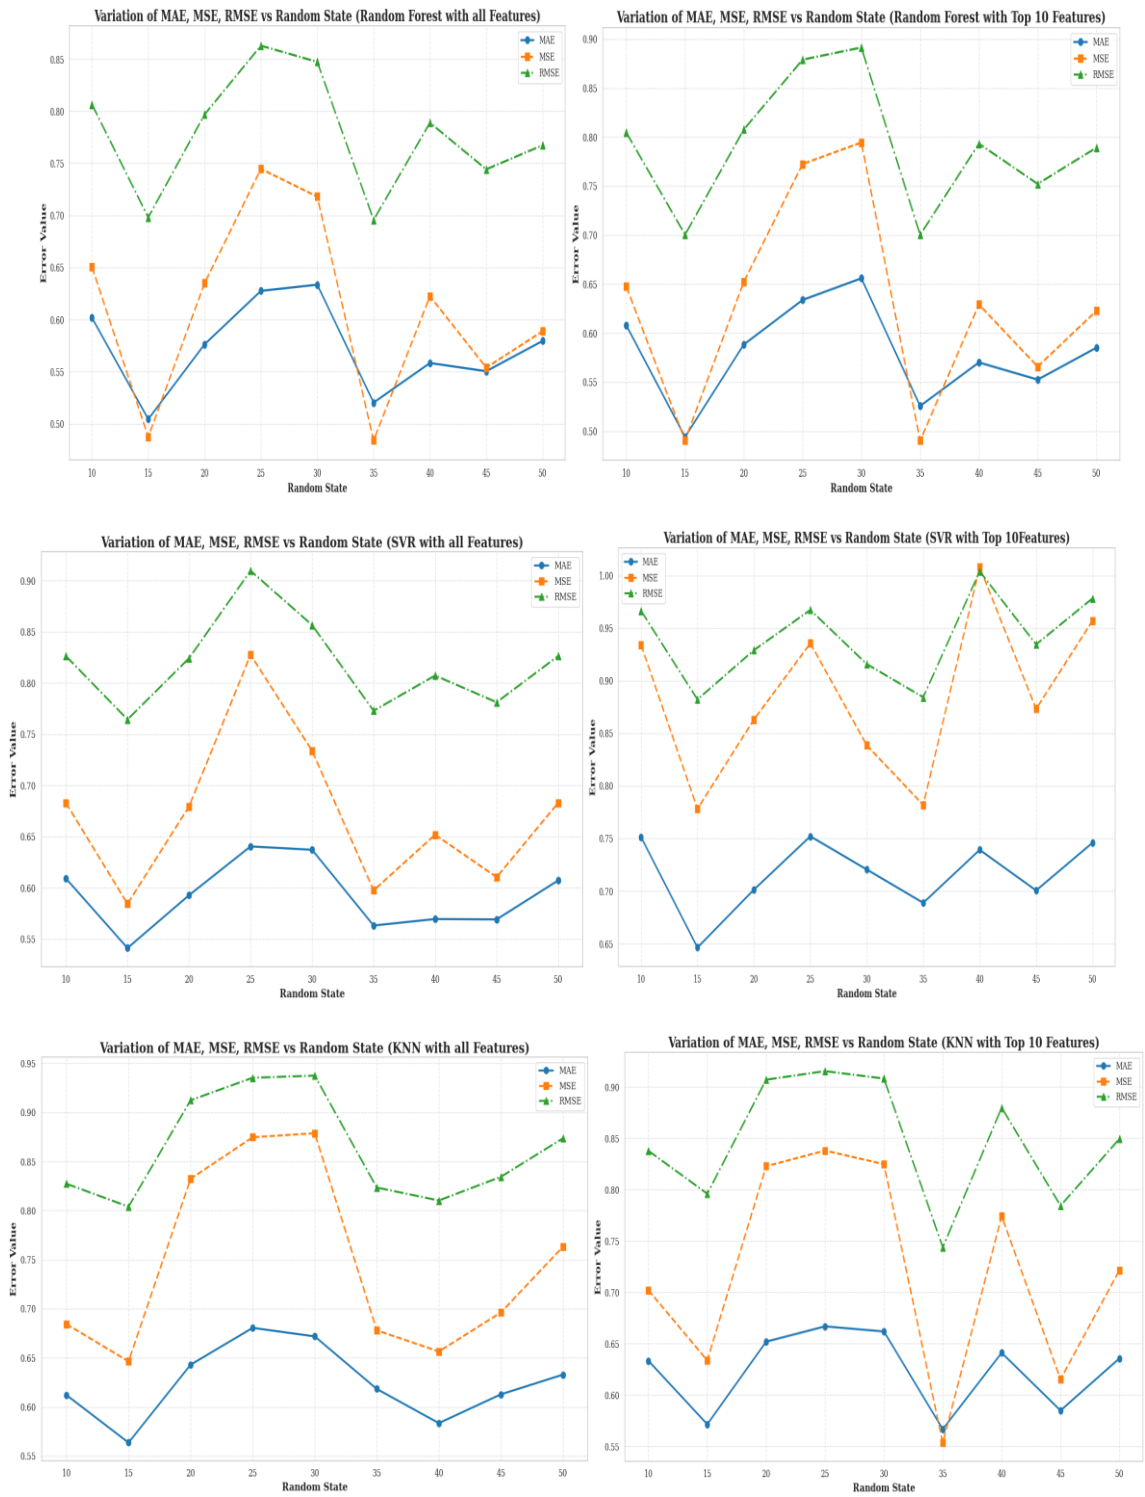 Variation of MAE, MSE, RMSE vs Random State (Random Forest with all Features)
MAE
MSE
RMSE
0.85
0.80
0.75
0.70
0.65
0.60
0.55
0.50
Error Value
10 15 20 25 30 35 40 45 50
Random State
Variation of MAE, MSE, RMSE vs Random State (Random Forest with Top 10 Features)
MAE
MSE
RMSE
0.90
0.85
0.80
0.75
0.70
0.65
0.60
0.55
0.50
Error Value
10 15 20 25 30 35 40 45 50
Random State
Variation of MAE, MSE, RMSE vs Random State (SVR with all Features)
MAE
MSE
RMSE
0.90
0.85
0.80
0.75
0.70
0.65
0.60
0.55
Error Value
10 15 20 25 30 35 40 45 50
Random State
Variation of MAE, MSE, RMSE vs Random State (SVR with Top 10Features)
MAE
MSE
RMSE
1.00
0.95
0.90
0.85
0.80
0.75
0.70
0.65
Error Value
10 15 20 25 30 35 40 45 50
Random State
Variation of MAE, MSE, RMSE vs Random State (KNN with all Features)
MAE
MSE
RMSE
0.95
0.90
0.85
0.80
0.75
0.70
0.65
0.60
0.55
Error Value
10 15 20 25 30 35 40 45 50
Random State
Variation of MAE, MSE, RMSE vs Random State (KNN with Top 10 Features)
MAE
MSE
RMSE
0.90
0.85
0.80
0.75
0.70
0.65
0.60
0.55
Error Value
10 15 20 25 30 35 40 45 50
Random State